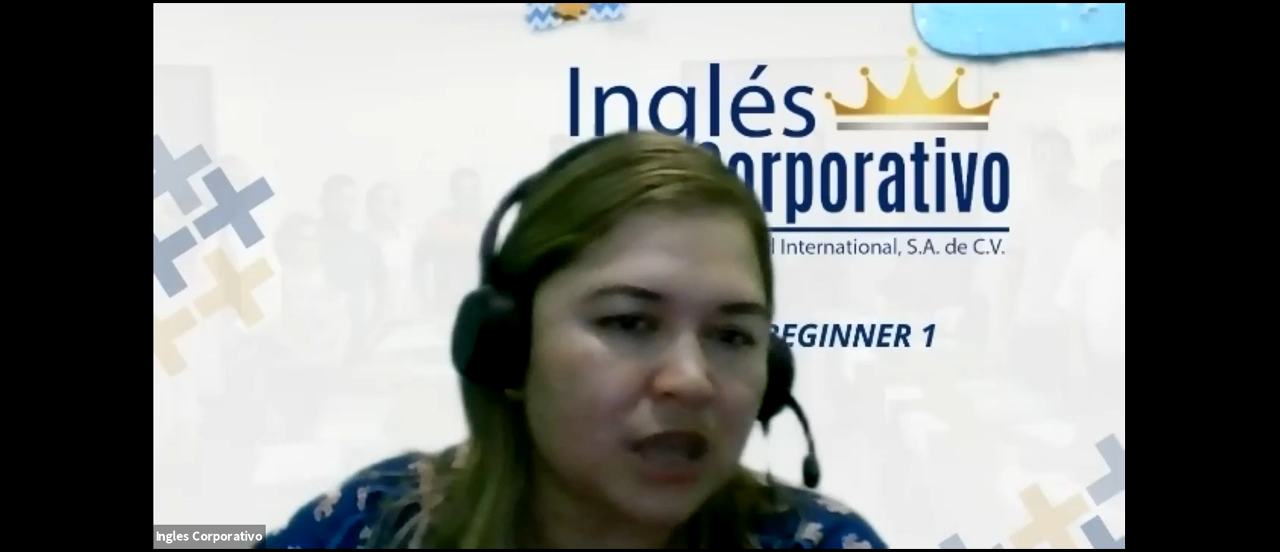 Inglés
orporativo
l International, S.A. de C.V.
BEGINNER 1
Ingles Corporativo